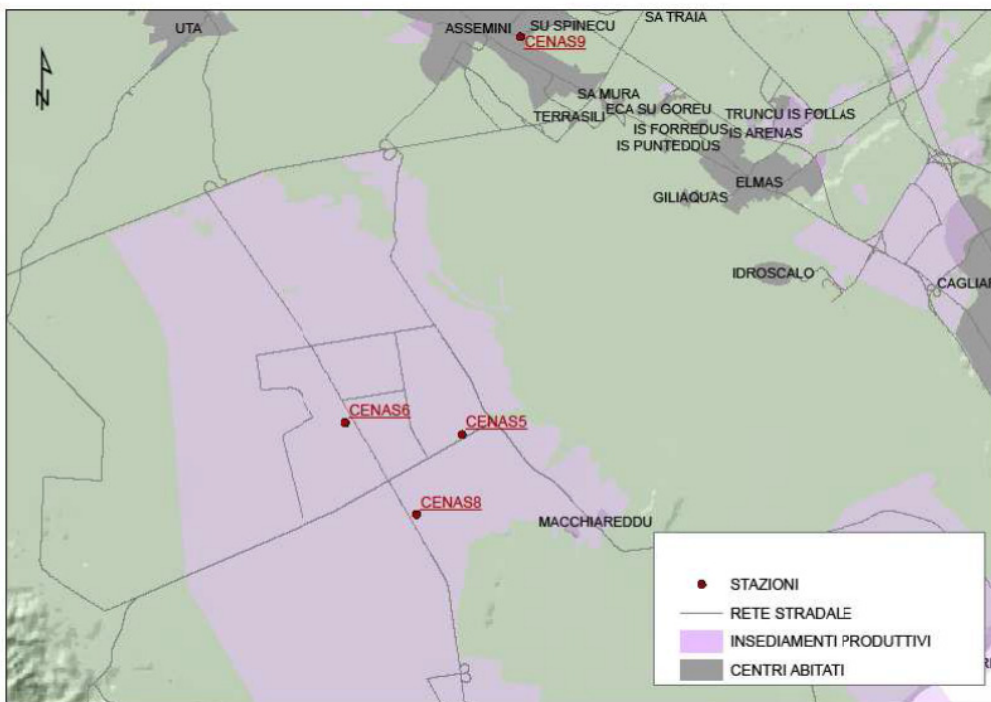 SA TRAIA
UTA
ASSEMINI
SU SPINECU
CENAS9
SA MURA
ECA SU GOREU
TERRASILI
TRUNCU IS FOLLAS
IS FORREDUS
IS ARENAS
IS PUNTEDDUS
ELMAS
GILIAQUAS
IDROSCALO
CAGLIAR
CENAS6
CENAS5
CENAS8
MACCHIAREDDU
STAZIONI
RETE STRADALE
INSEDIAMENTI PRODUTTIVI
CENTRI ABITATI
N